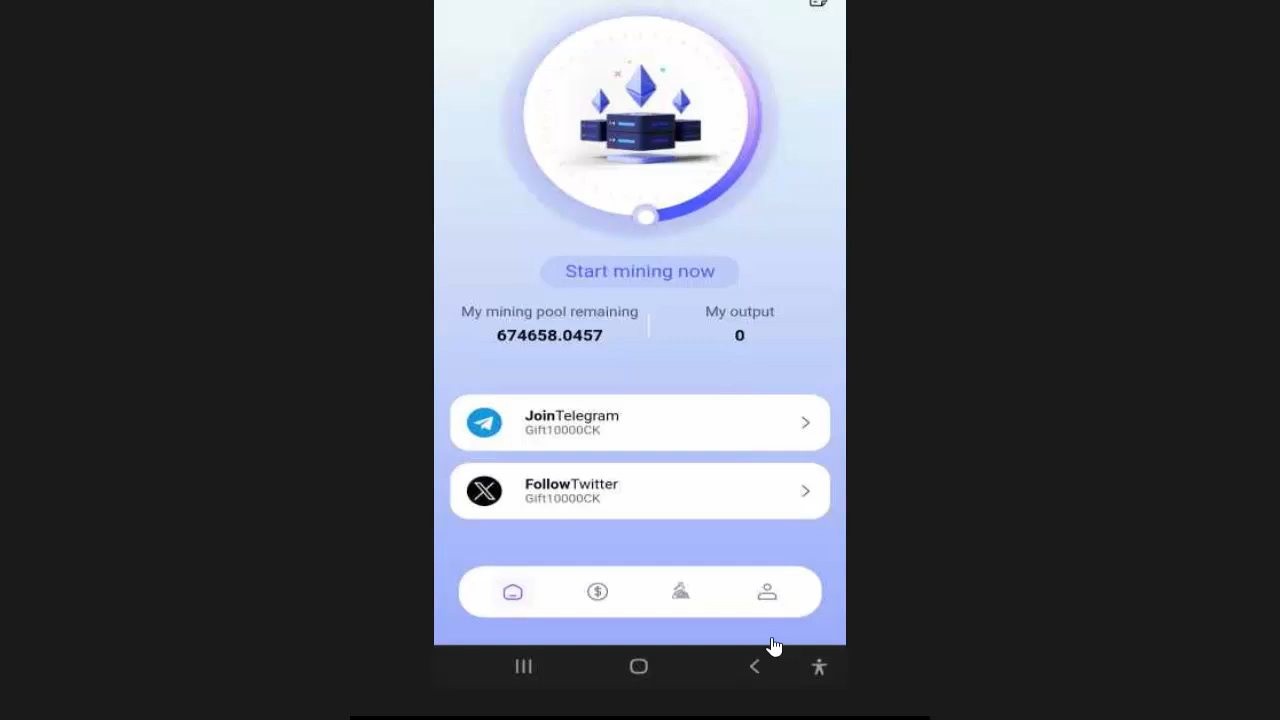 Start mining now
My mining pool remaining
674658.0457
My output
0
JoinTelegram
Gift10000CK
FollowTwitter
Gift10000CK